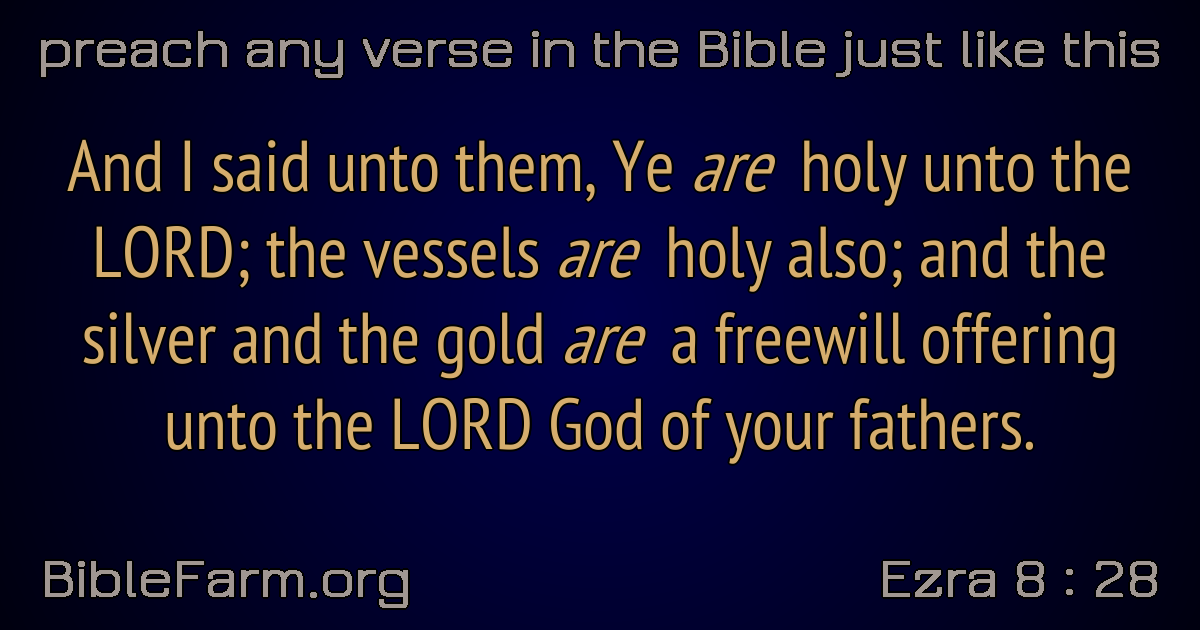 preach any verse in the Bible just like this
And I said unto them, Ye are holy unto the
LORD; the vessels are holy also; and the
silver and the gold are a freewill offering
unto the LORD God of your fathers.
BibleFarm.org
Ezra 8 : 28